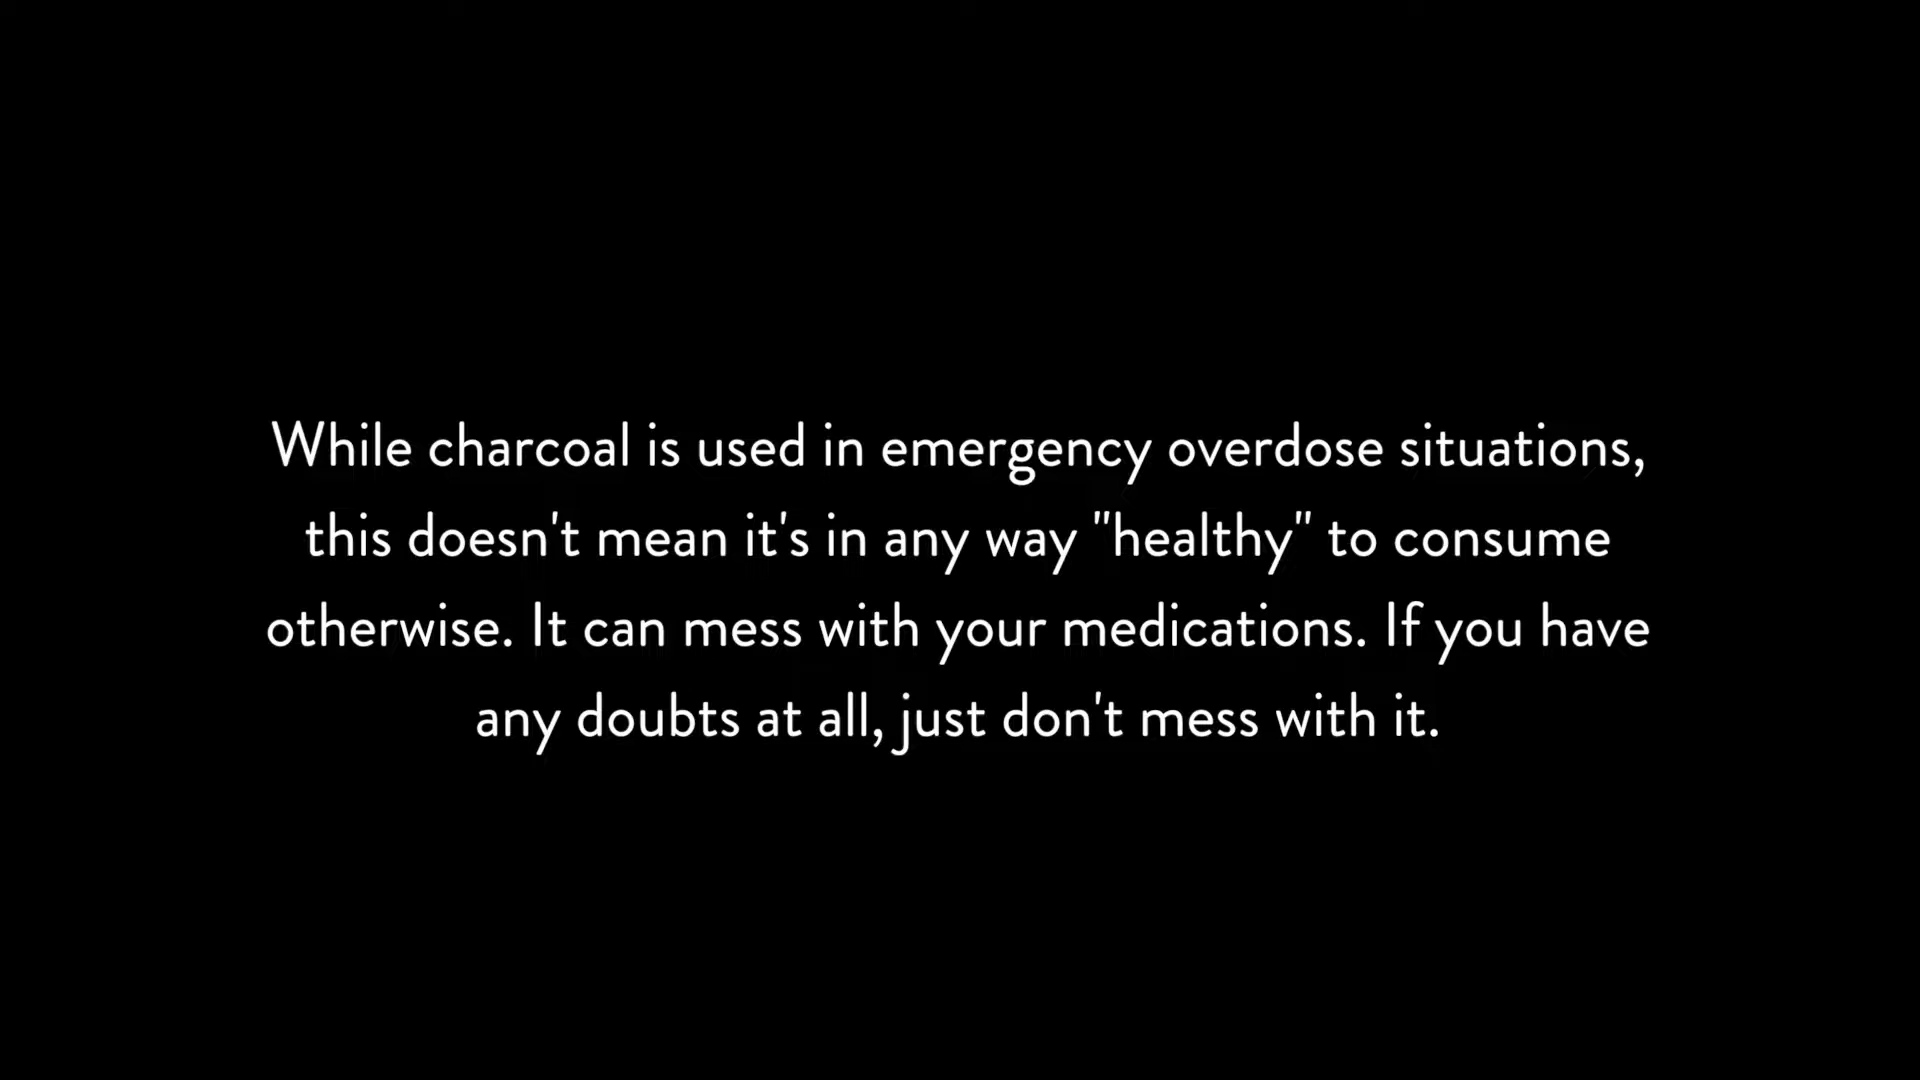 While charcoal is used in emergency overdose situations,
this doesn't mean it's in any way "healthy" to consume
otherwise. It can mess with your medications. If you have
any doubts at all, just don't mess with it.